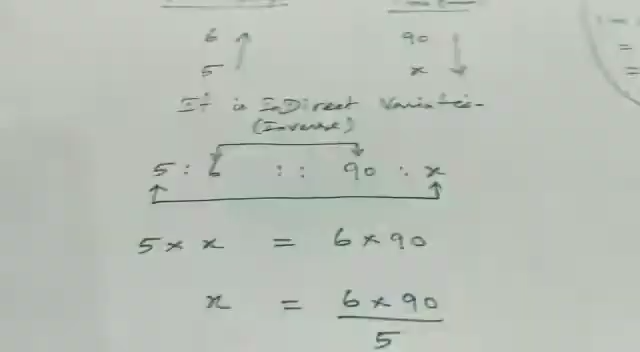 6 90
5 x
It is InDirect Variation
(Inverse)
5 : 6 : : 90 : x
5 × x = 6 × 90
x = 6 × 90
5
=
=